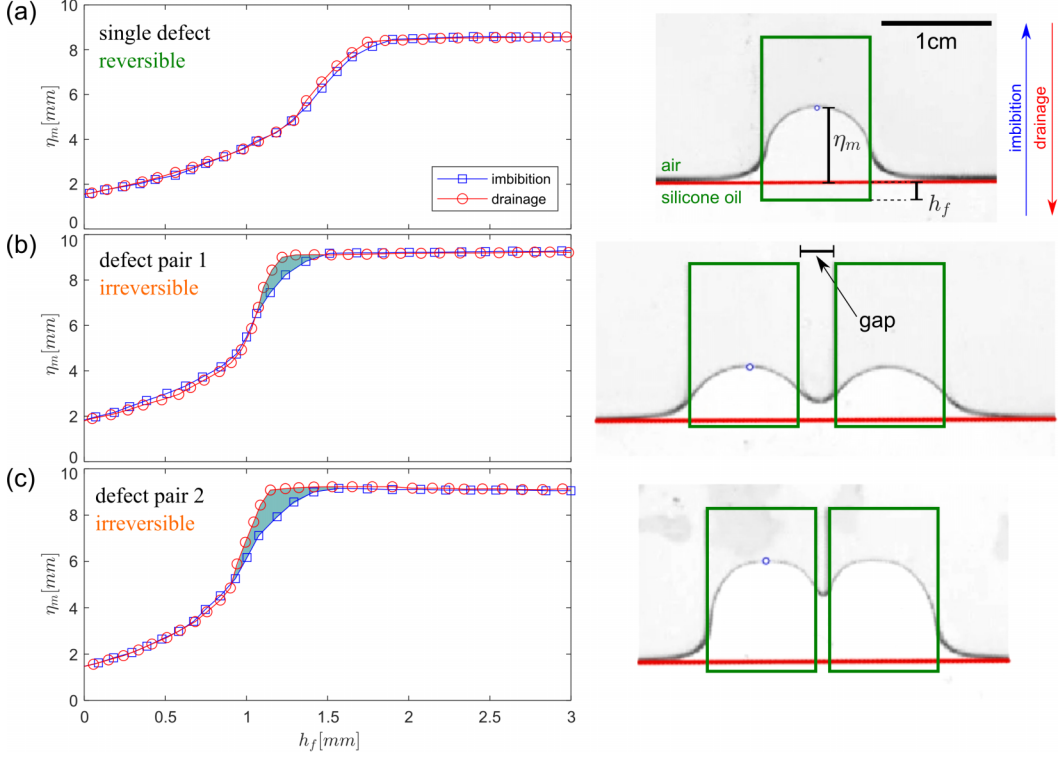 (a)
single defect
reversible
η_m[mm]
10
8
6
4
2
0
imbibition
drainage
1cm
η_m
air
silicone oil
h_f
imbibition
drainage
(b)
defect pair 1
irreversible
η_m[mm]
10
8
6
4
2
0
gap
(c)
defect pair 2
irreversible
η_m[mm]
10
8
6
4
2
0
0 0.5 1 1.5 2 2.5 3
h_f[mm]